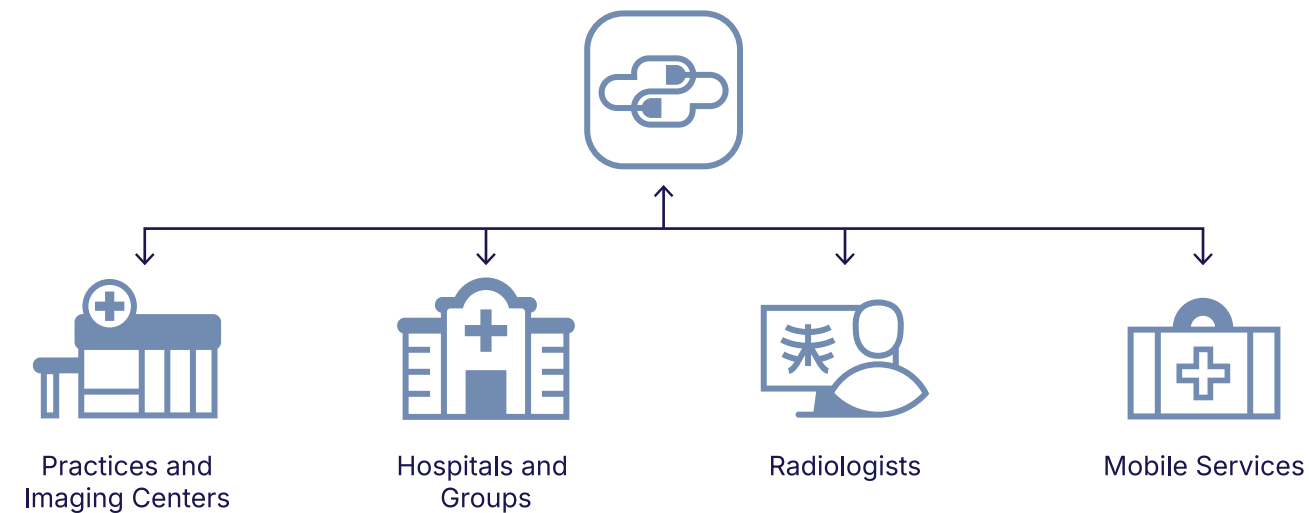 Practices and
Imaging Centers
Hospitals and
Groups
Radiologists
Mobile Services